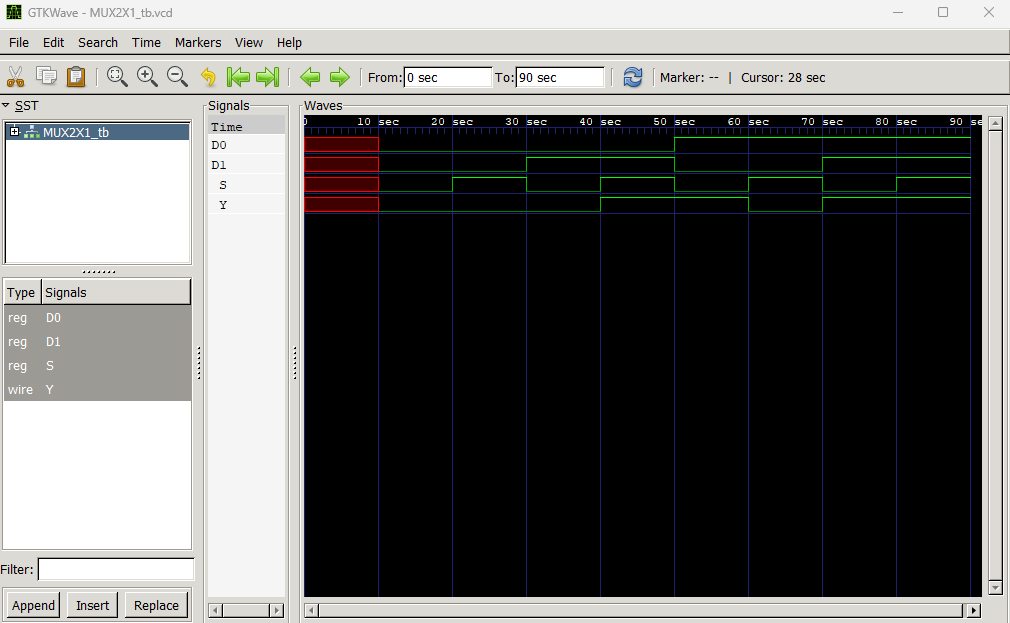 GTKWave - MUX2X1_tb.vcd
File Edit Search Time Markers View Help
From: 0 sec To: 90 sec Marker: -- | Cursor: 28 sec
SST
MUX2X1_tb
Type Signals
reg D0
reg D1
reg S
wire Y
Filter:
Append Insert Replace
Signals
Time
D0
D1
S
Y
Waves
0 10 sec 20 sec 30 sec 40 sec 50 sec 60 sec 70 sec 80 sec 90 se